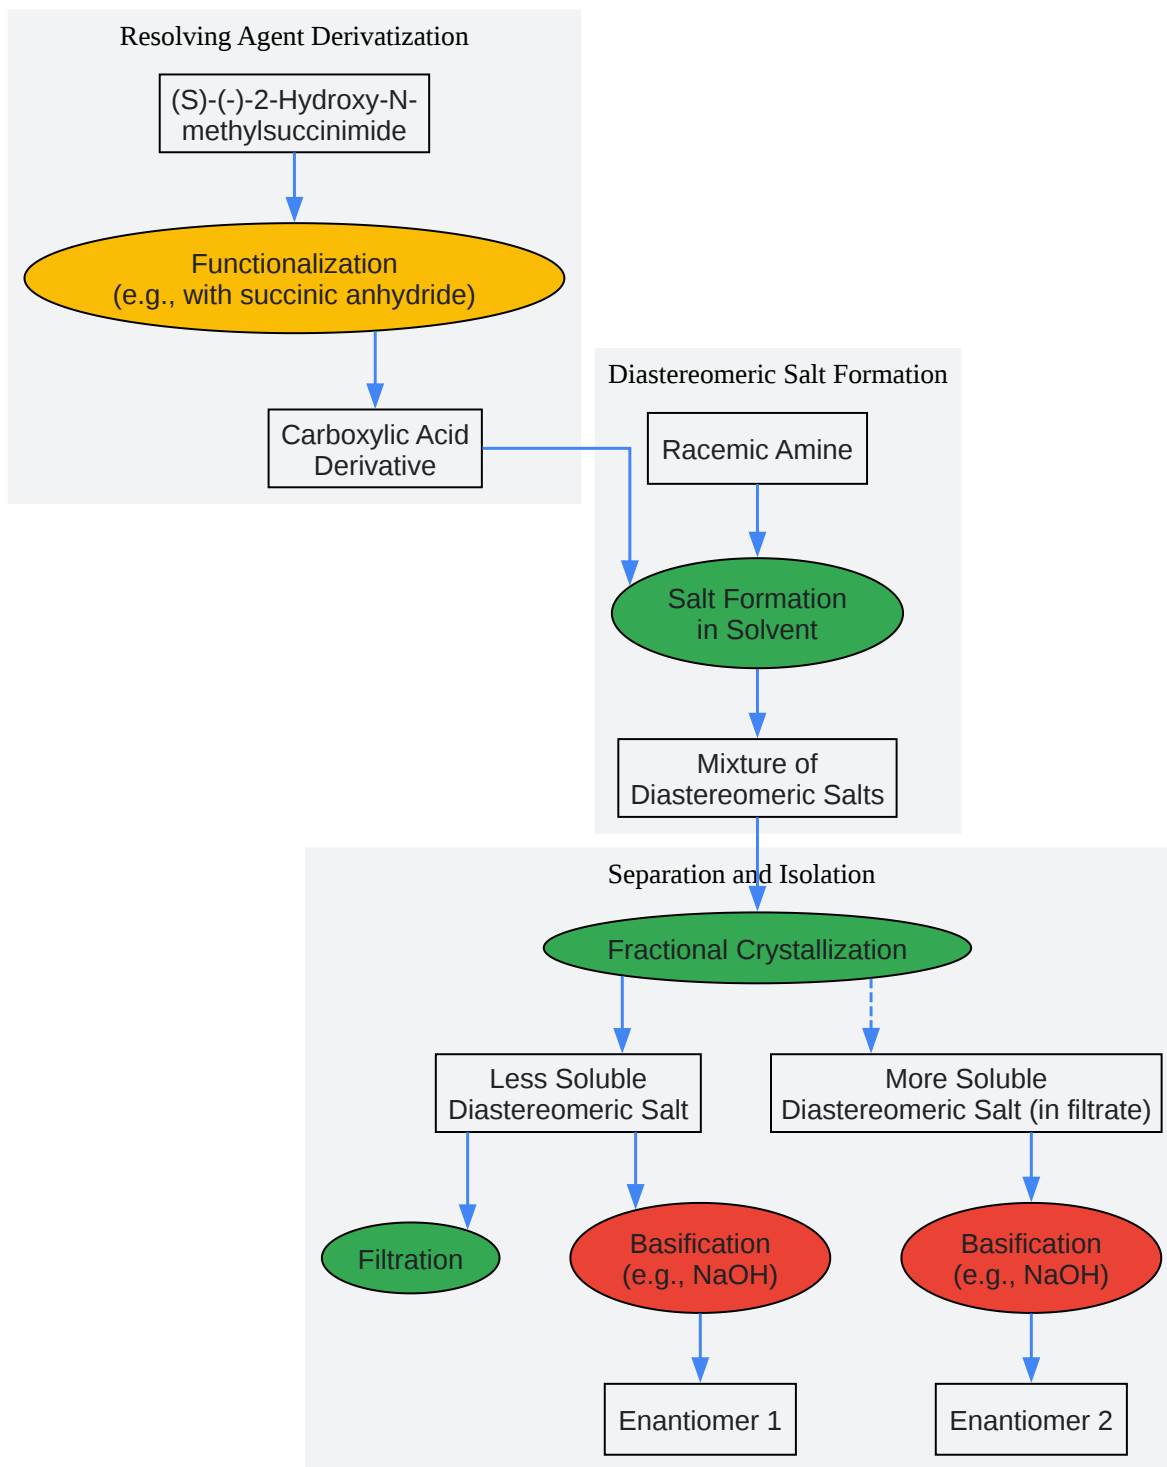 Resolving Agent Derivatization
(S)-(-)-2-Hydroxy-N-
methylsuccinimide
Functionalization
(e.g., with succinic anhydride)
Carboxylic Acid
Derivative
Diastereomeric Salt Formation
Racemic Amine
Salt Formation
in Solvent
Mixture of
Diastereomeric Salts
Separation and Isolation
Fractional Crystallization
Less Soluble
Diastereomeric Salt
More Soluble
Diastereomeric Salt (in filtrate)
Filtration
Basification
(e.g., NaOH)
Basification
(e.g., NaOH)
Enantiomer 1
Enantiomer 2